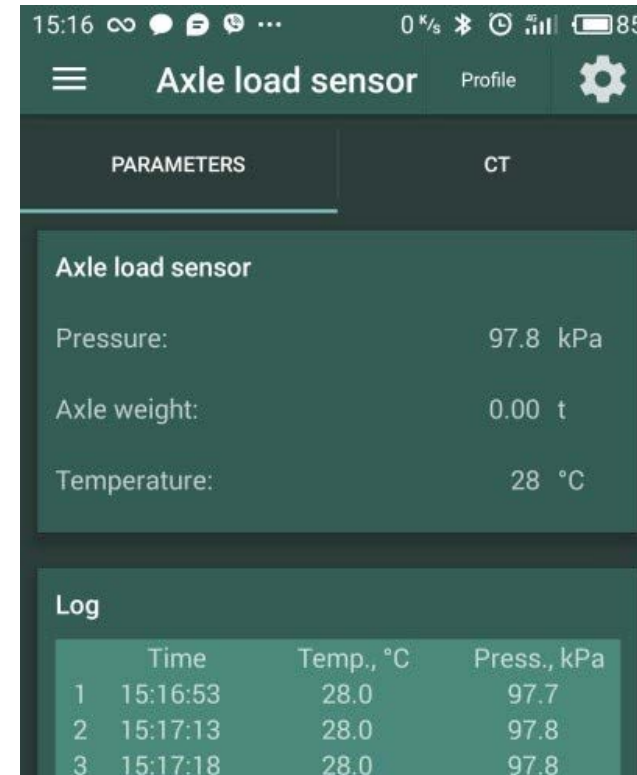 15:16 ... 0 K/s 4G 85
Axle load sensor Profile
PARAMETERS CT
Axle load sensor
Pressure: 97.8 kPa
Axle weight: 0.00 t
Temperature: 28 °C
Log
Time Temp., °C Press., kPa
1 15:16:53 28.0 97.7
2 15:17:13 28.0 97.8
3 15:17:18 28.0 97.8